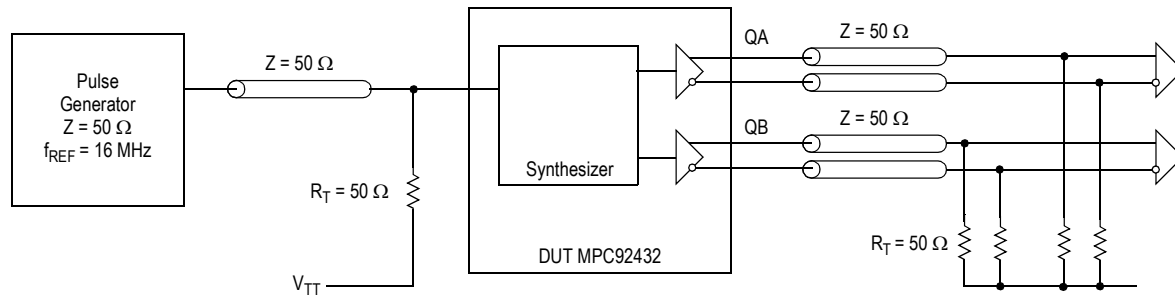 Pulse
Generator
Z = 50 Ω
fREF = 16 MHz
Z = 50 Ω
RT = 50 Ω
VTT
Synthesizer
DUT MPC92432
QA
Z = 50 Ω
QB
Z = 50 Ω
RT = 50 Ω